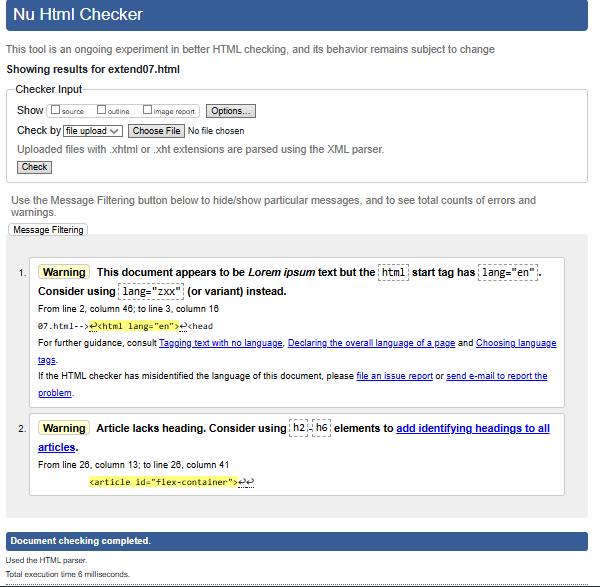 Nu Html Checker
This tool is an ongoing experiment in better HTML checking, and its behavior remains subject to change
Showing results for extend07.html
Checker Input
Show source outline image report Options...
Check by file upload Choose File No file chosen
Uploaded files with .xhtml or .xht extensions are parsed using the XML parser.
Check
Use the Message Filtering button below to hide/show particular messages, and to see total counts of errors and
warnings.
Message Filtering
1. Warning This document appears to be Lorem ipsum text but the html start tag has lang="en".
Consider using lang="zxx" (or variant) instead.
From line 2, column 46; to line 3, column 16
07.html-->↩<html lang="en">↩<head
For further guidance, consult Tagging text with no language, Declaring the overall language of a page and Choosing language
tags.
If the HTML checker has misidentified the language of this document, please file an issue report or send e-mail to report the
problem.
2. Warning Article lacks heading. Consider using h2-h6 elements to add identifying headings to all
articles.
From line 26, column 13; to line 26, column 41
<article id="flex-container">↩↩
Document checking completed.
Used the HTML parser.
Total execution time 6 milliseconds.